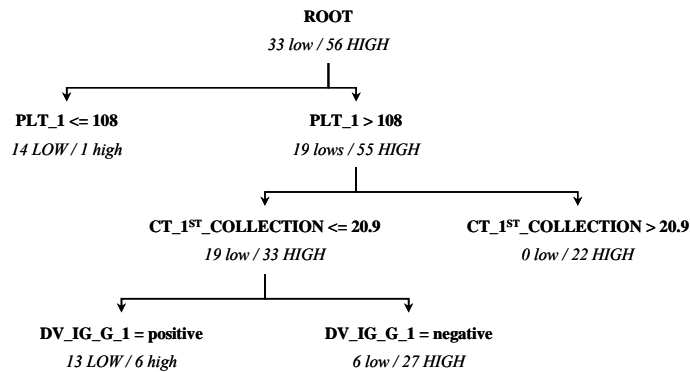 ROOT
33 low / 56 HIGH
PLT_1 <= 108
PLT_1 > 108
14 LOW / 1 high
19 lows / 55 HIGH
CT_1ST_COLLECTION <= 20.9
CT_1ST_COLLECTION > 20.9
19 low / 33 HIGH
0 low / 22 HIGH
DV_IG_G_1 = positive
DV_IG_G_1 = negative
13 LOW / 6 high
6 low / 27 HIGH